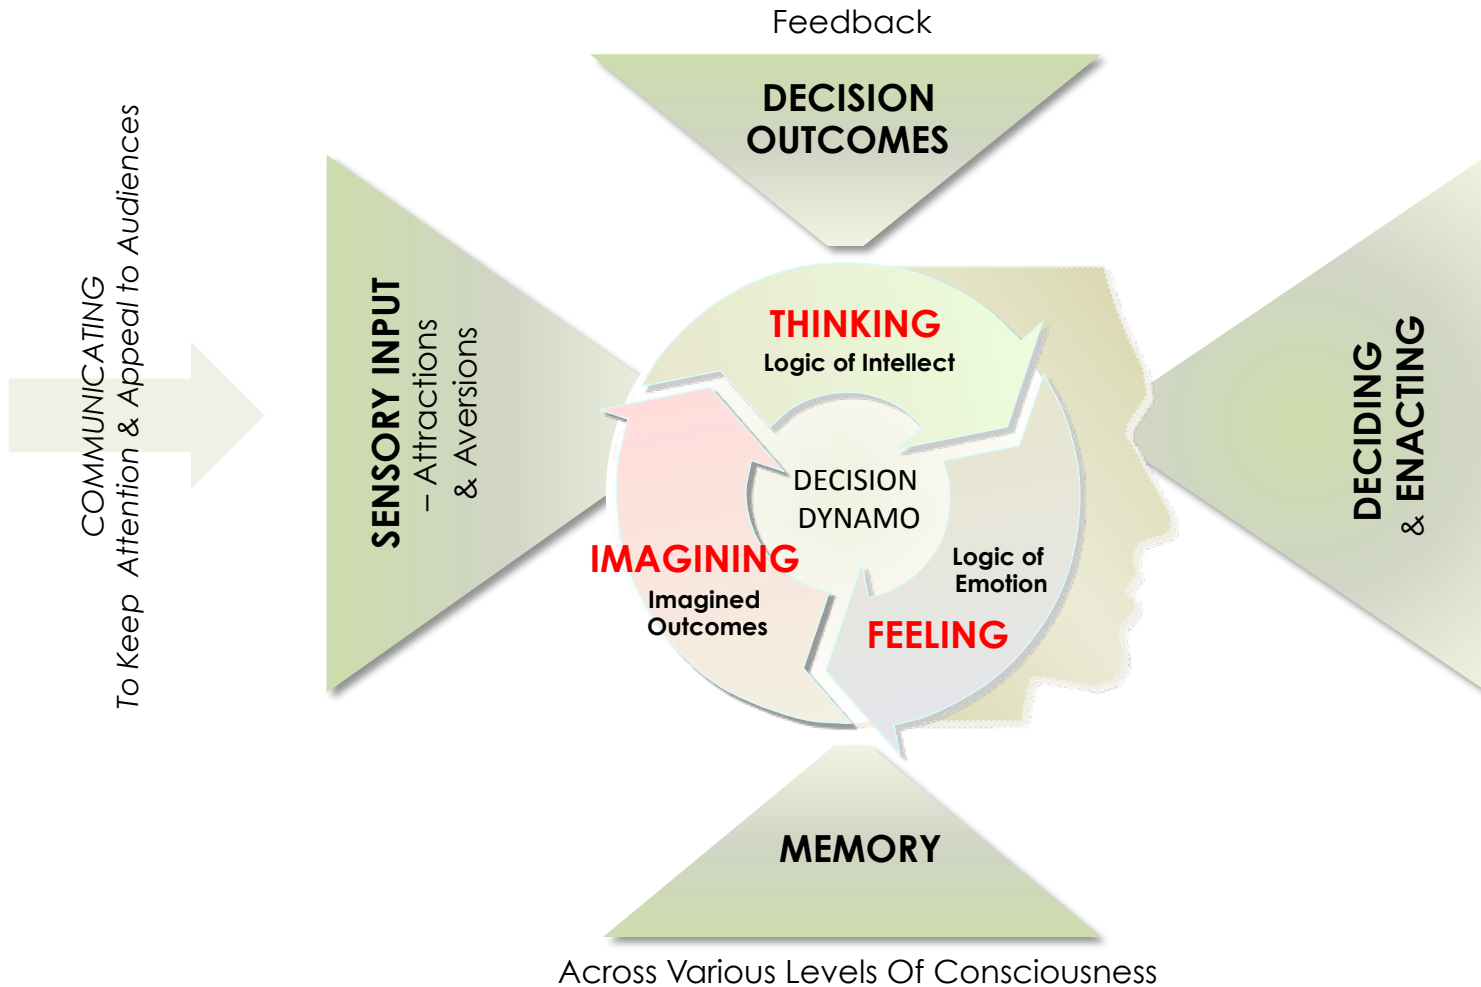 Feedback
DECISION
OUTCOMES
COMMUNICATING
To Keep Attention & Appeal to Audiences
SENSORY INPUT
– Attractions
& Aversions
THINKING
Logic of Intellect
DECISION
DYNAMO
IMAGINING
Imagined
Outcomes
Logic of
Emotion
FEELING
DECIDING
& ENACTING
MEMORY
Across Various Levels Of Consciousness